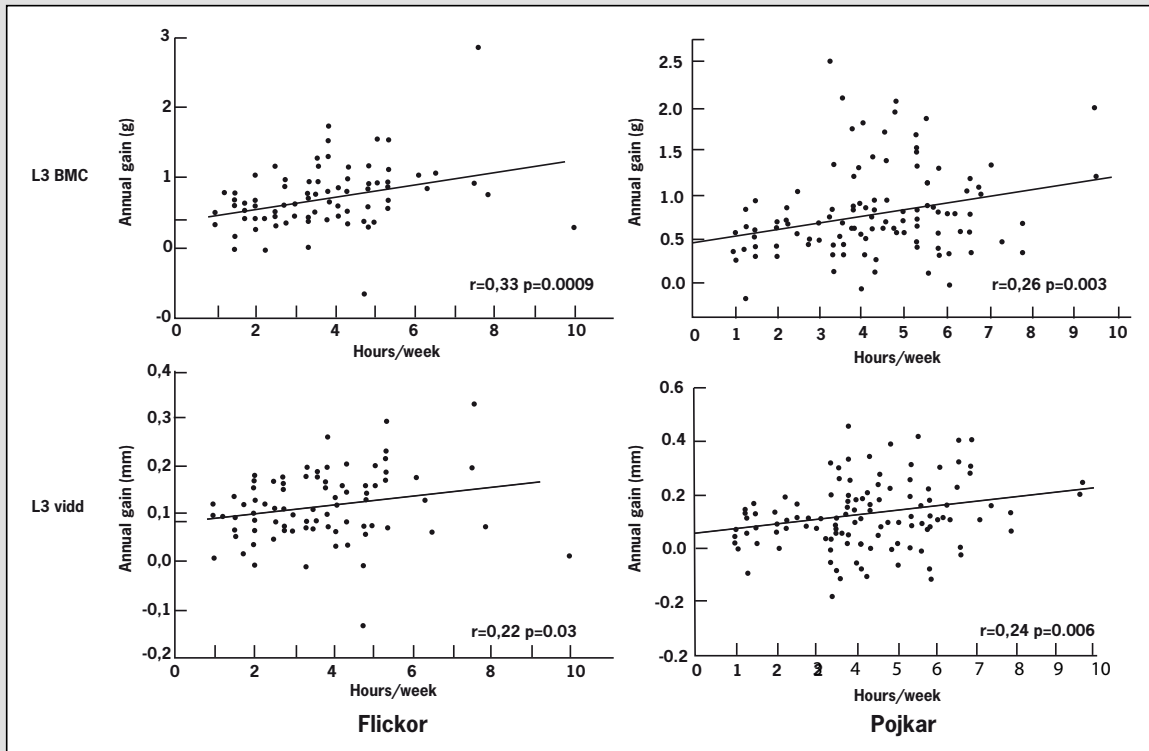 L3 BMC
Annual gain (g)
3
2
1
0
-0
0 2 4 6 8 10
Hours/week
r=0,33 p=0.0009
Annual gain (g)
2.5
2.0
1.5
1.0
0.5
0.0
0 1 2 3 4 5 6 7 8 9 10
Hours/week
r=0,26 p=0.003
L3 vidd
Annual gain (mm)
0,4
0,3
0,2
0,1
0,0
-0,1
-0,2
0 2 4 6 8 10
Hours/week
r=0,22 p=0.03
Flickor
Annual gain (mm)
0.6
0.4
0.2
0.0
-0.2
-0.2
0 1 2 3 4 5 6 7 8 9 10
Hours/week
r=0,24 p=0.006
Pojkar